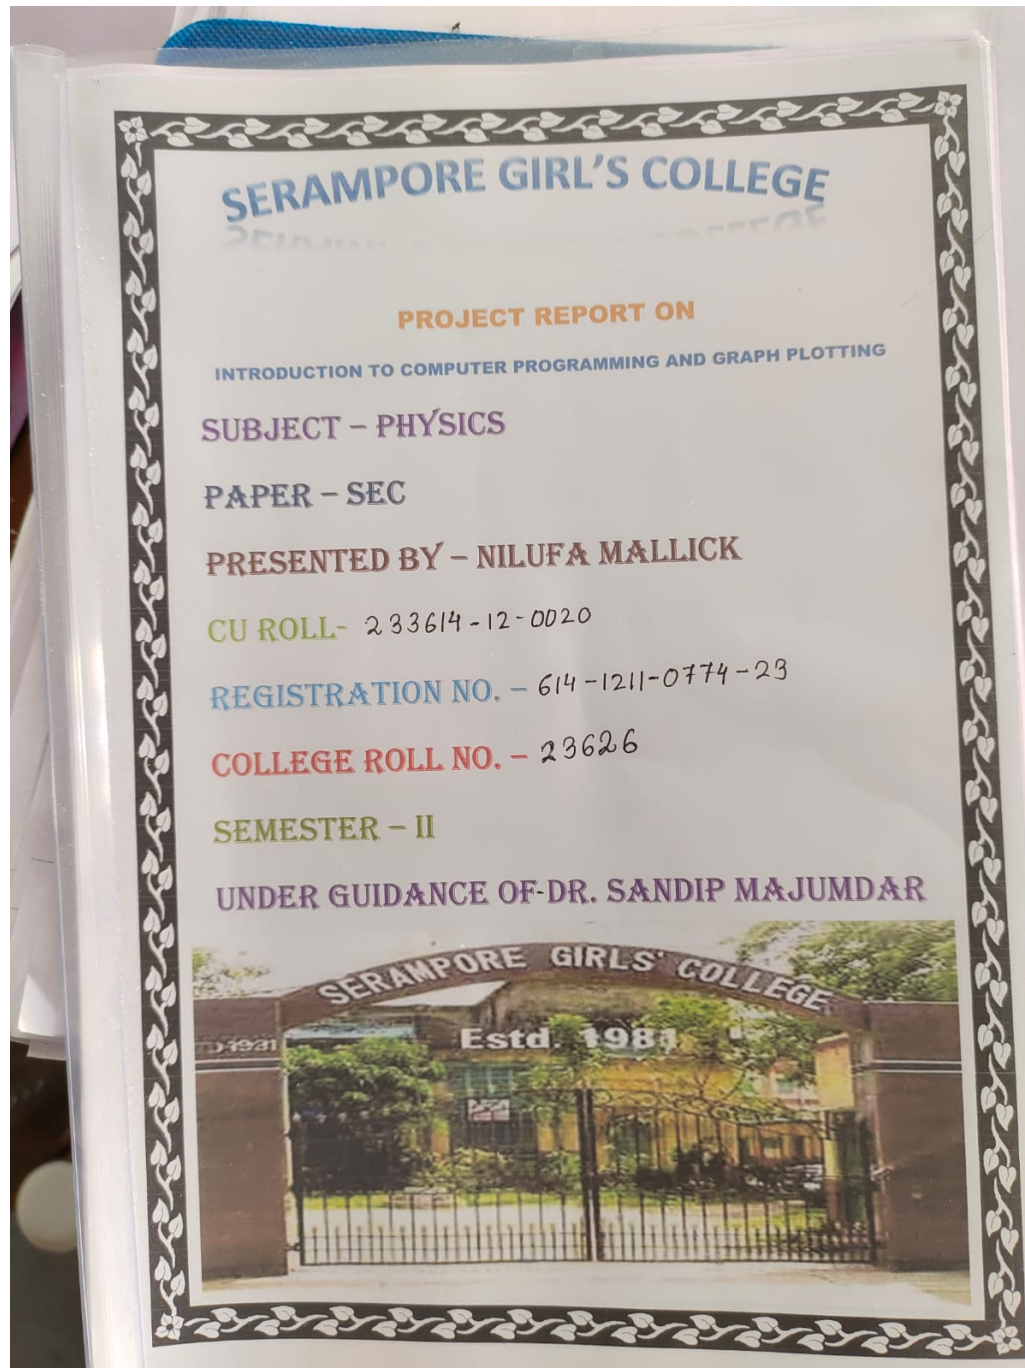 SERAMPORE GIRL'S COLLEGE
PROJECT REPORT ON
INTRODUCTION TO COMPUTER PROGRAMMING AND GRAPH PLOTTING
SUBJECT – PHYSICS
PAPER – SEC
PRESENTED BY – NILUFA MALLICK
CU ROLL- 233614-12-0020
REGISTRATION NO. – 614-1211-0774-23
COLLEGE ROLL NO. – 23626
SEMESTER – II
UNDER GUIDANCE OF-DR. SANDIP MAJUMDAR
SERAMPORE GIRLS' COLLEGE
Estd. 1981
1981